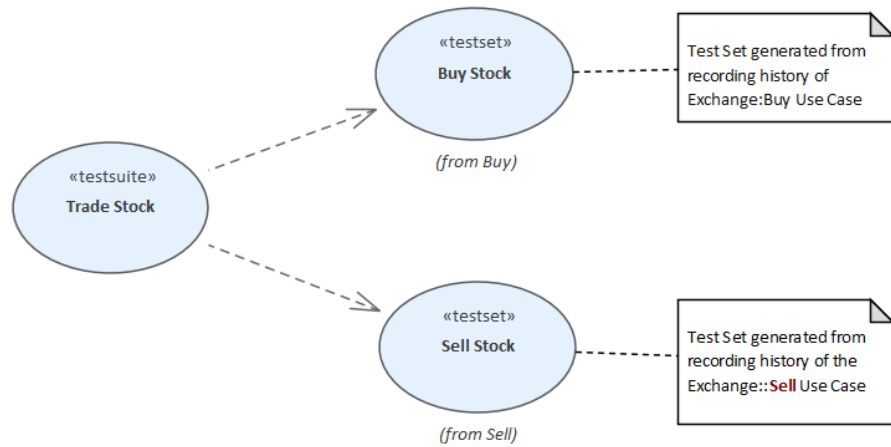 «testset»
Buy Stock
(from Buy)
Test Set generated from
recording history of
Exchange:Buy Use Case
«testsuite»
Trade Stock
«testset»
Sell Stock
(from Sell)
Test Set generated from
recording history of the
Exchange::Sell Use Case